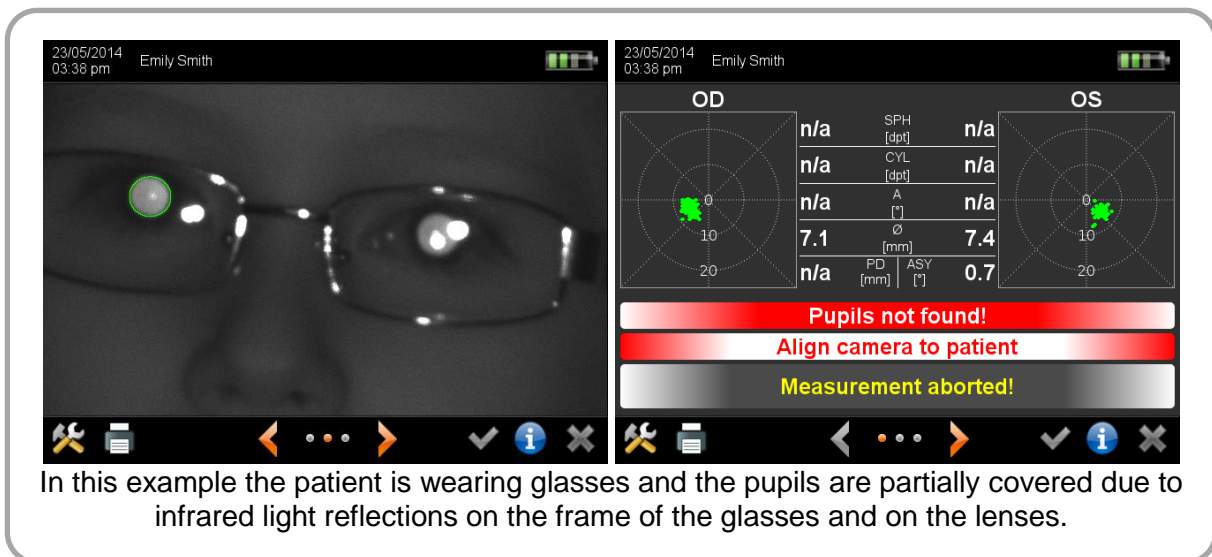 23/05/2014
03:38 pm Emily Smith
23/05/2014
03:38 pm Emily Smith
OD OS
n/a SPH [dpt] n/a
n/a CYL [dpt] n/a
n/a A [°] n/a
7.1 Ø [mm] 7.4
n/a PD [mm] ASY [°] 0.7
0
10
20
0
10
20
Pupils not found!
Align camera to patient
Measurement aborted!
In this example the patient is wearing glasses and the pupils are partially covered due to
infrared light reflections on the frame of the glasses and on the lenses.